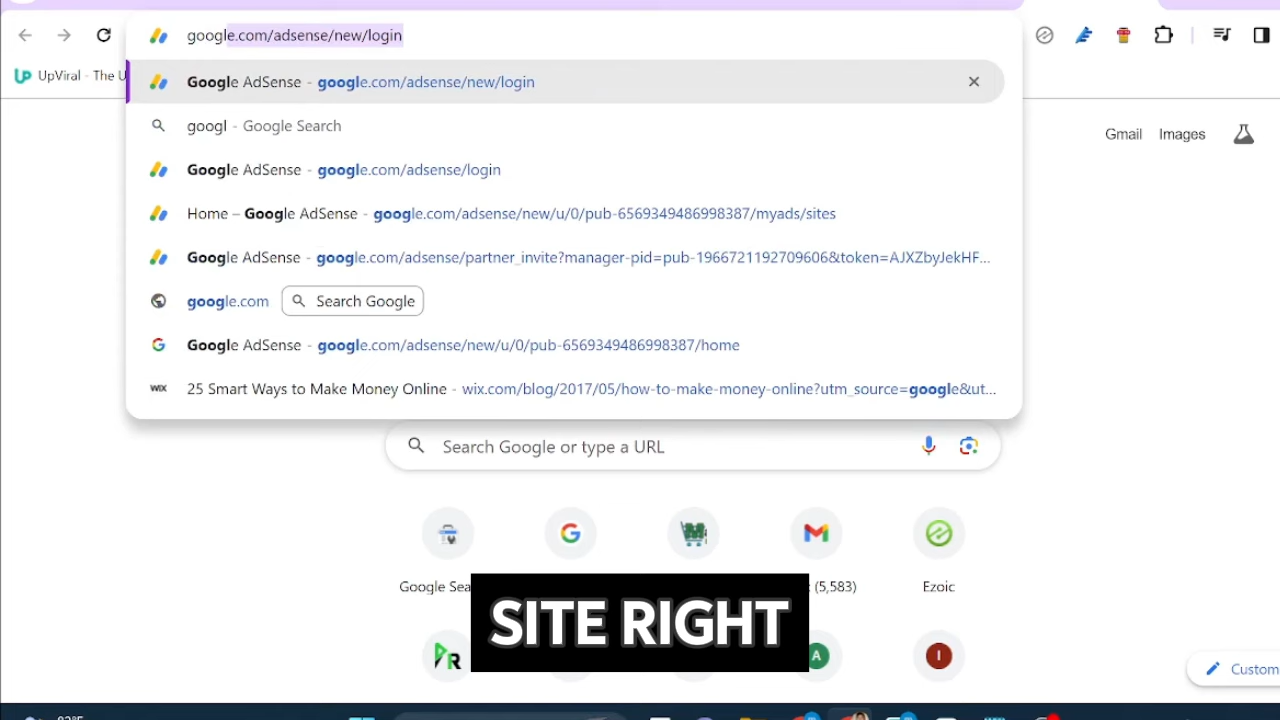 google.com/adsense/new/login
UpViral - The U
Google AdSense - google.com/adsense/new/login
googl - Google Search
Google AdSense - google.com/adsense/login
Home – Google AdSense - google.com/adsense/new/u/0/pub-6569349486998387/myads/sites
Google AdSense - google.com/adsense/partner_invite?manager-pid=pub-1966721192709606&token=AJXZbyJekHF...
google.com Search Google
Google AdSense - google.com/adsense/new/u/0/pub-6569349486998387/home
WIX 25 Smart Ways to Make Money Online - wix.com/blog/2017/05/how-to-make-money-online?utm_source=google&ut...
Gmail Images
Search Google or type a URL
Google Sea (5,583) Ezoic
SITE RIGHT
A I
Custom